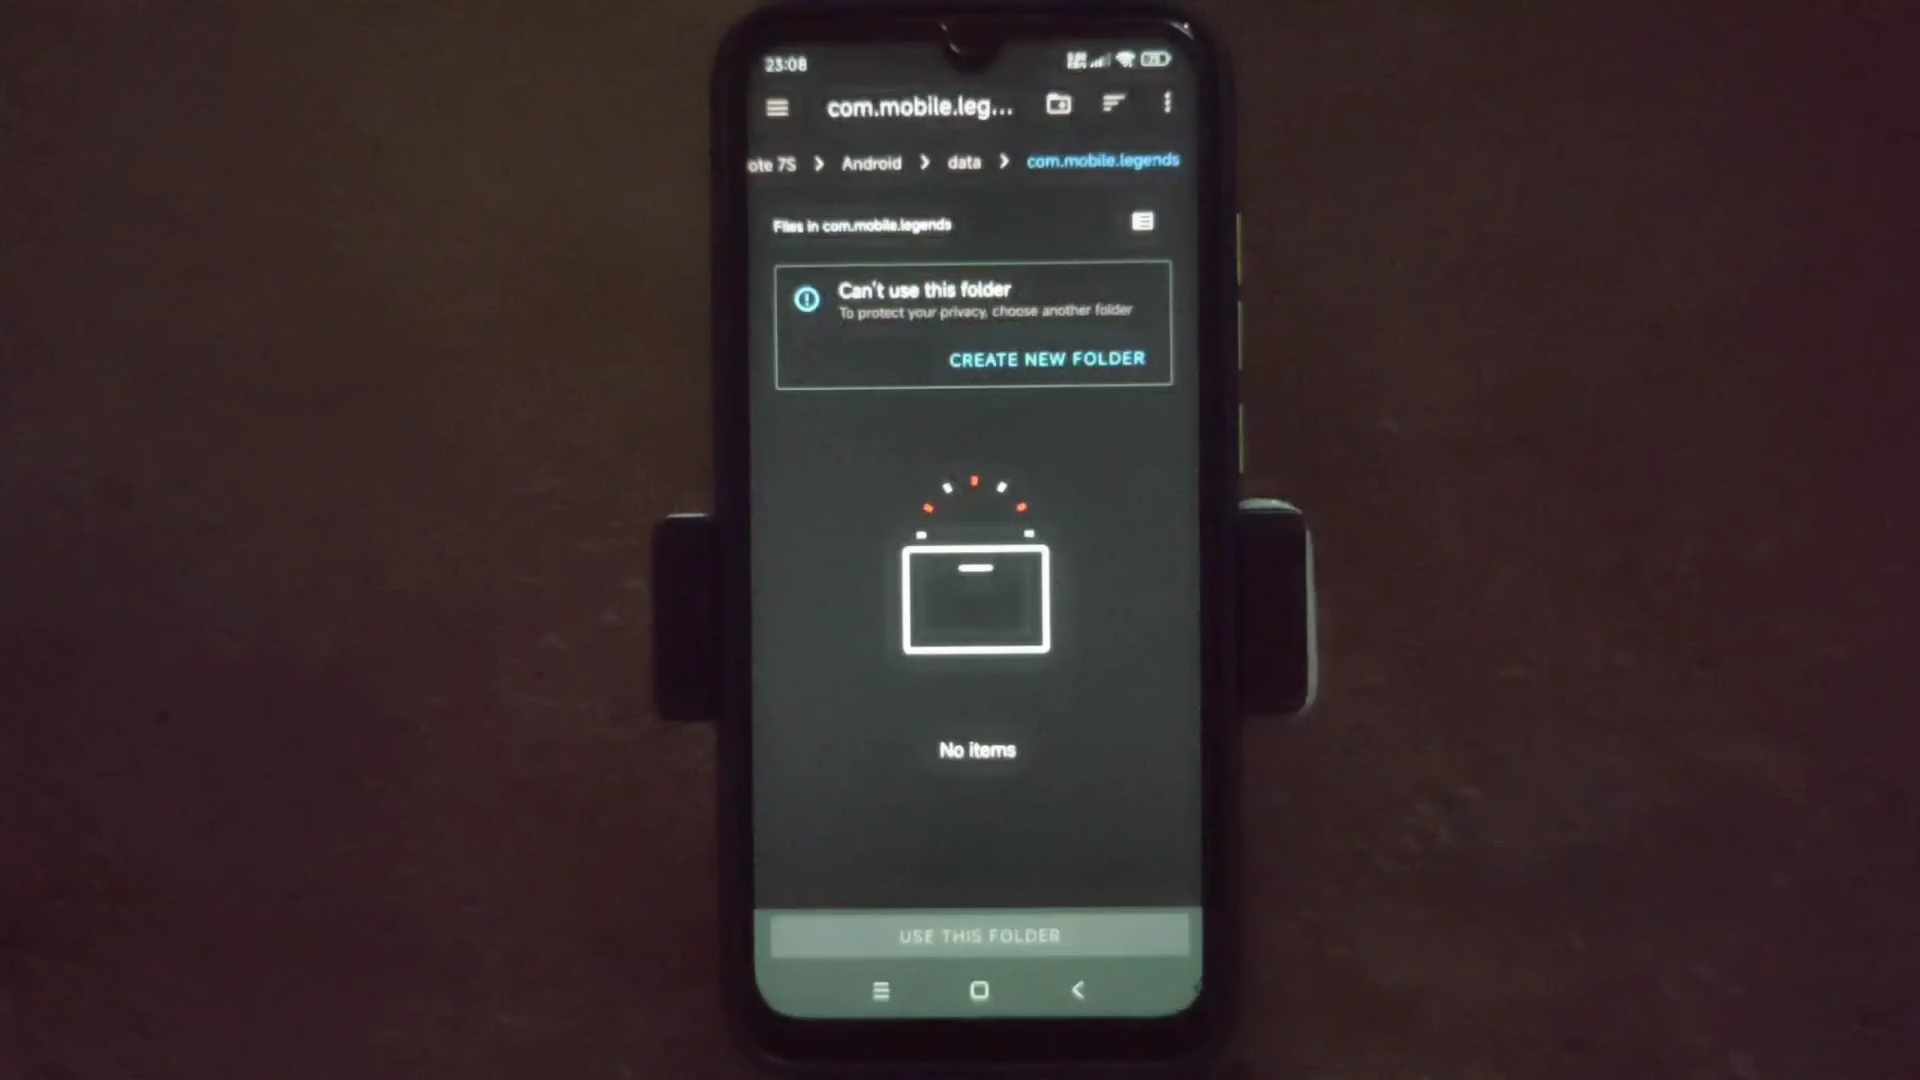 23:08
com.mobile.leg...
ote 7S > Android > data > com.mobile.legends
Files in com.mobile.legends
Can't use this folder
To protect your privacy, choose another folder
CREATE NEW FOLDER
No items
USE THIS FOLDER